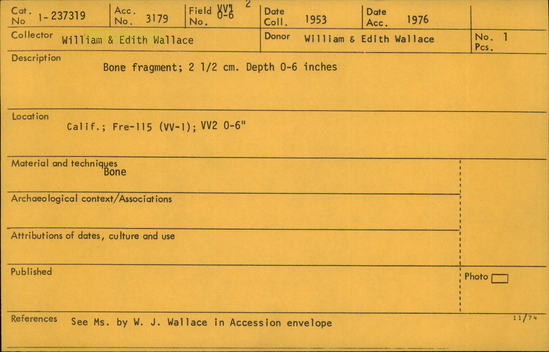 Cat. No 1-237319 Acc. No. 3179 Field No. VV1 2 0-6 Date Coll. 1953 Date Acc. 1976
Collector William & Edith Wallace Donor William & Edith Wallace No. Pcs. 1
Description Bone fragment; 2 1/2 cm. Depth 0-6 inches
Location
Calif.; Fre-115 (VV-1); VV2 0-6"
Material and techniques
Bone
Archaeological context/Associations
Attributions of dates, culture and use
Published Photo
References See Ms. by W. J. Wallace in Accession envelope 11/74